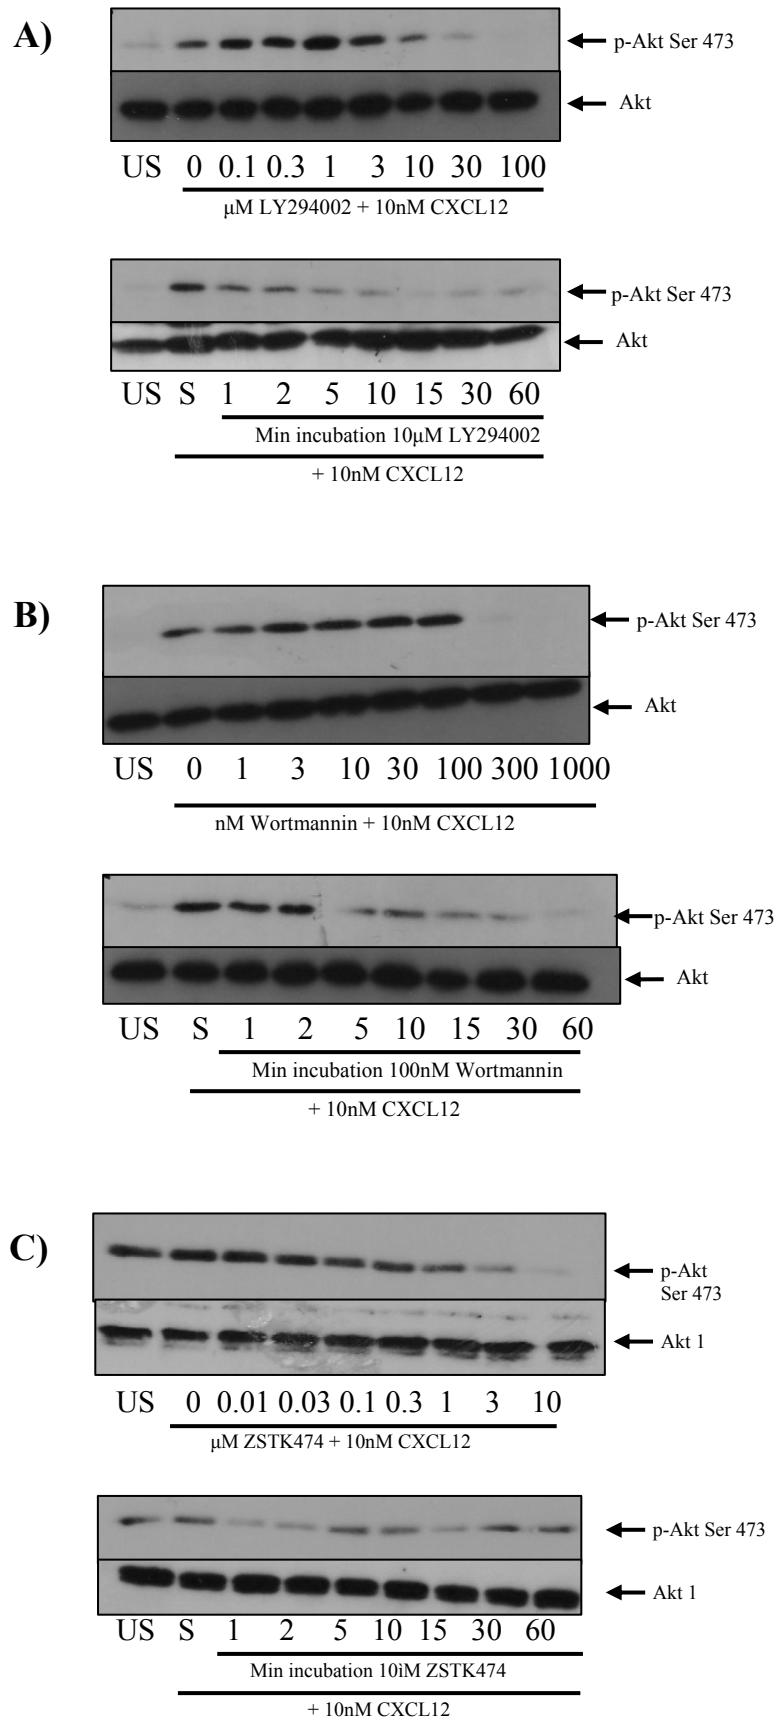 A)
p-Akt Ser 473
Akt
US 0 0.1 0.3 1 3 10 30 100
μM LY294002 + 10nM CXCL12
p-Akt Ser 473
Akt
US S 1 2 5 10 15 30 60
Min incubation 10μM LY294002
+ 10nM CXCL12
B)
p-Akt Ser 473
Akt
US 0 1 3 10 30 100 300 1000
nM Wortmannin + 10nM CXCL12
p-Akt Ser 473
Akt
US S 1 2 5 10 15 30 60
Min incubation 100nM Wortmannin
+ 10nM CXCL12
C)
p-Akt
Ser 473
Akt 1
US 0 0.01 0.03 0.1 0.3 1 3 10
μM ZSTK474 + 10nM CXCL12
p-Akt Ser 473
Akt 1
US S 1 2 5 10 15 30 60
Min incubation 10ìM ZSTK474
+ 10nM CXCL12